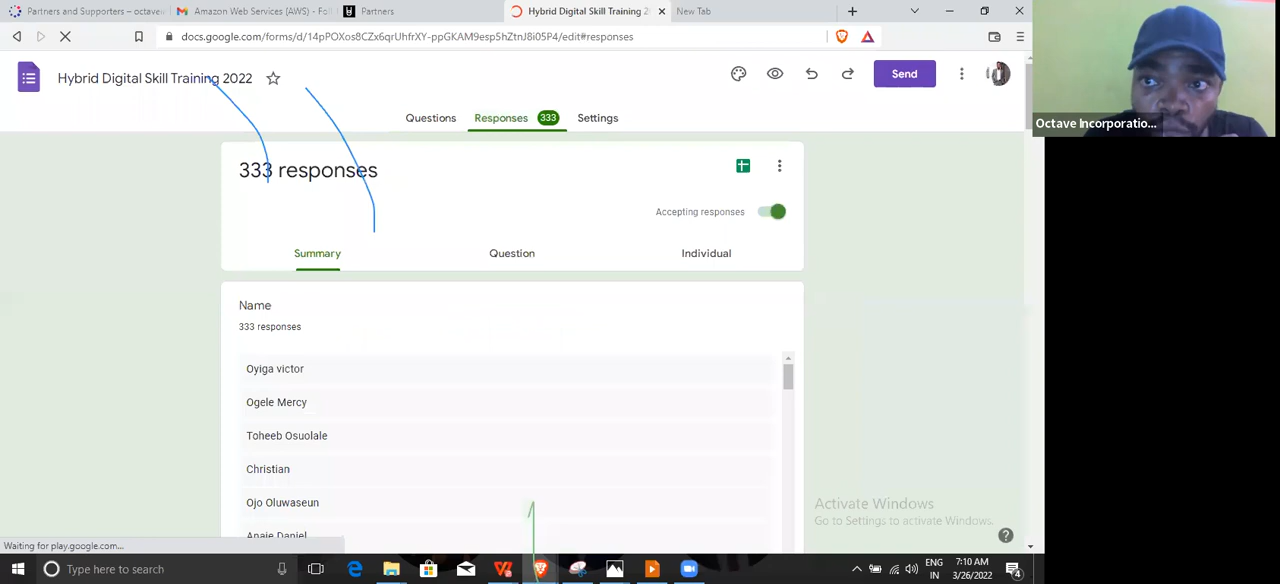 Partners and Supporters – octave
Amazon Web Services (AWS) - Fol
Partners
Hybrid Digital Skill Training 2
New Tab
docs.google.com/forms/d/14pPOXos8CZx6qrUhfrXY-ppGKAM9esp5hZtnJ8i05P4/edit#responses
Hybrid Digital Skill Training 2022
Send
Questions
Responses 333
Settings
333 responses
Accepting responses
Summary
Question
Individual
Name
333 responses
Oyiga victor
Ogele Mercy
Toheeb Osuolale
Christian
Ojo Oluwaseun
Anaie Daniel
Activate Windows
Go to Settings to activate Windows.
Waiting for play.google.com...
Type here to search
ENG
IN
7:10 AM
3/26/2022
4
Octave Incorporatio...